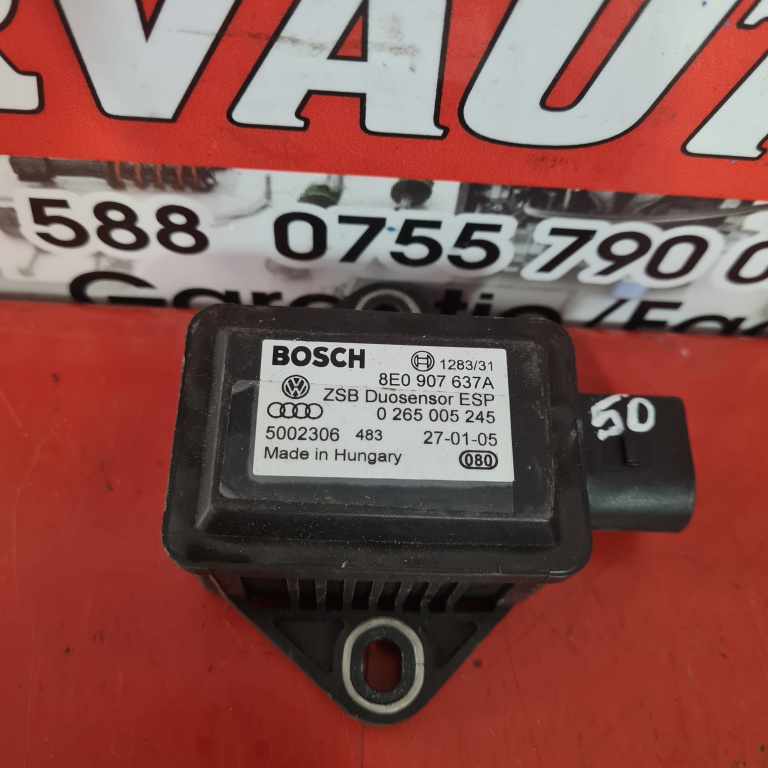 RVAUT
588 0755 790 0
BOSCH 1283/31
8E0 907 637A
ZSB Duosensor ESP
0 265 005 245
5002306 483 27-01-05
Made in Hungary 080
50